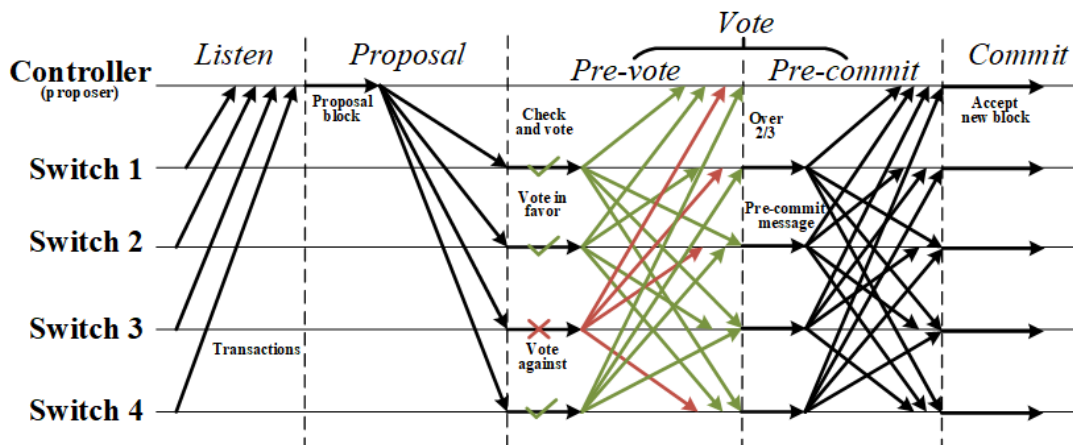 Vote
Listen
Proposal
Pre-vote
Pre-commit
Commit
Controller
(proposer)
Proposal
block
Check
and vote
Over
2/3
Accept
new block
Switch 1
Vote in
favor
Pre-commit
message
Switch 2
Switch 3
Transactions
Vote
against
Switch 4